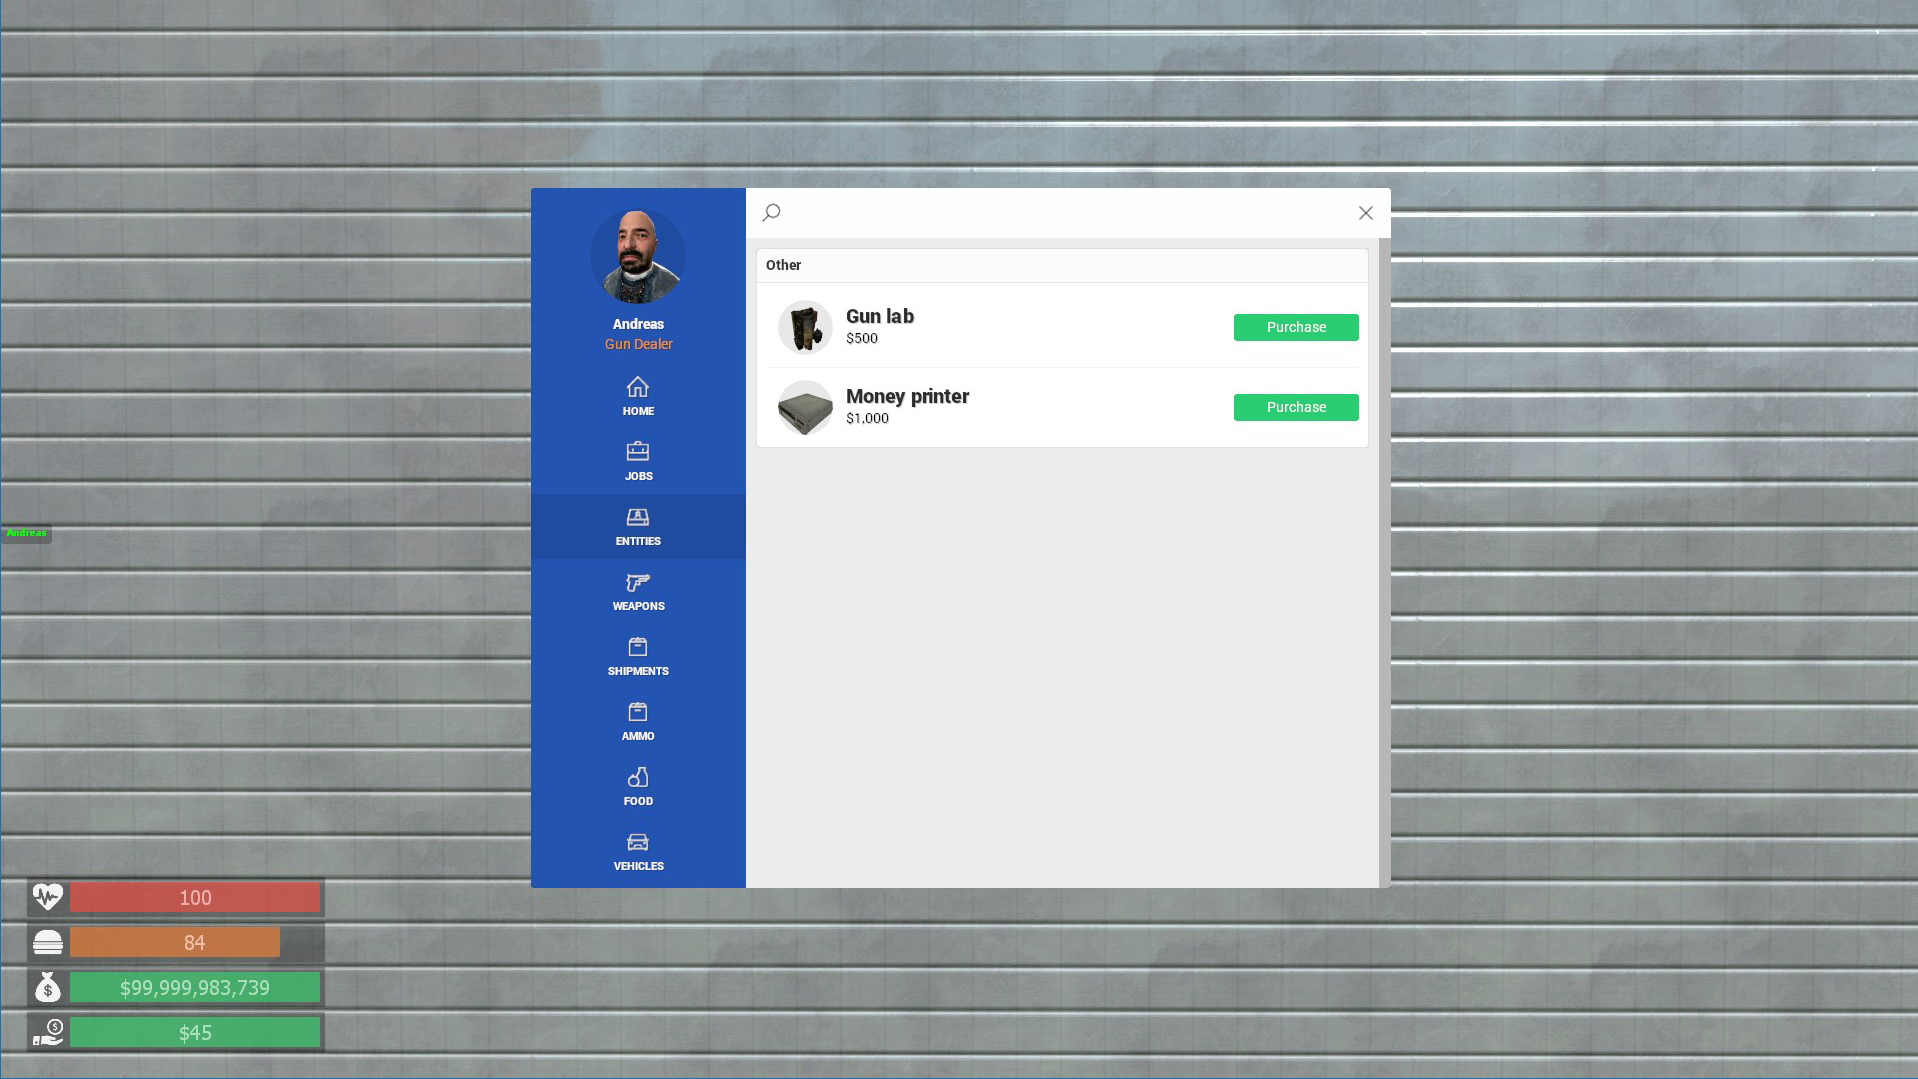 Andreas
Gun Dealer
HOME
JOBS
ENTITIES
WEAPONS
SHIPMENTS
AMMO
FOOD
VEHICLES
Other
Gun lab
$500
Purchase
Money printer
$1,000
Purchase
Andreas
100
84
$99,999,983,739
$45